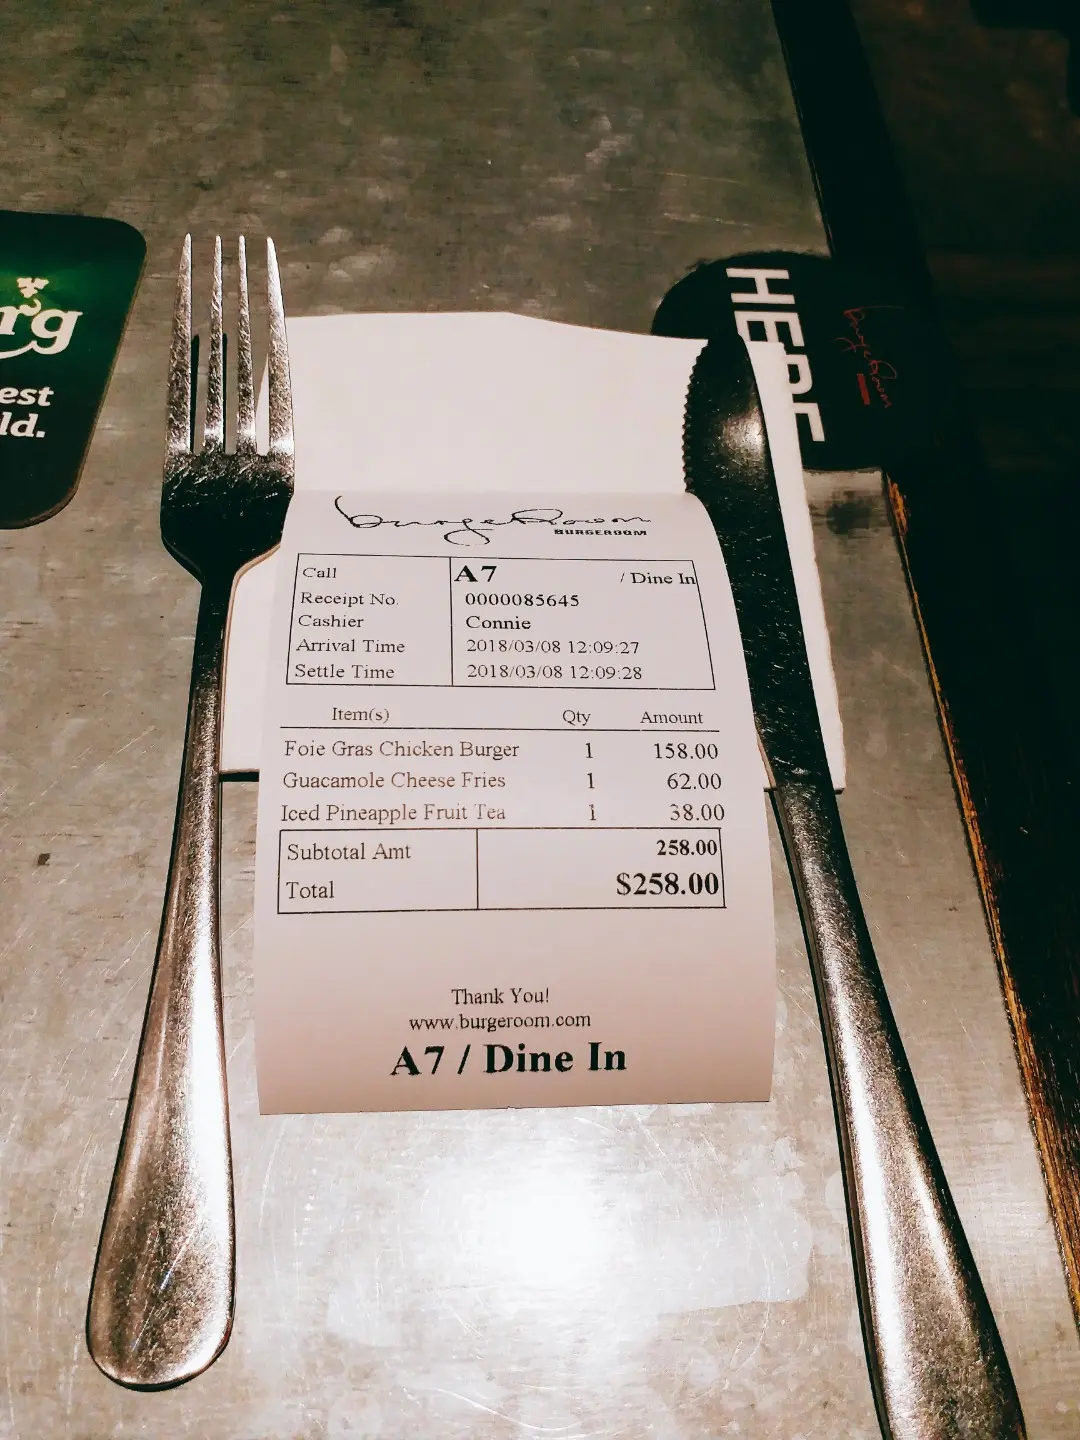 rg
est
ld.
HERE
burgeRoom
burgeRoom
BURGEROOM
Call A7 / Dine In
Receipt No. 0000085645
Cashier Connie
Arrival Time 2018/03/08 12:09:27
Settle Time 2018/03/08 12:09:28
Item(s) Qty Amount
Foie Gras Chicken Burger 1 158.00
Guacamole Cheese Fries 1 62.00
Iced Pineapple Fruit Tea 1 38.00
Subtotal Amt 258.00
Total $258.00
Thank You!
www.burgeroom.com
A7 / Dine In